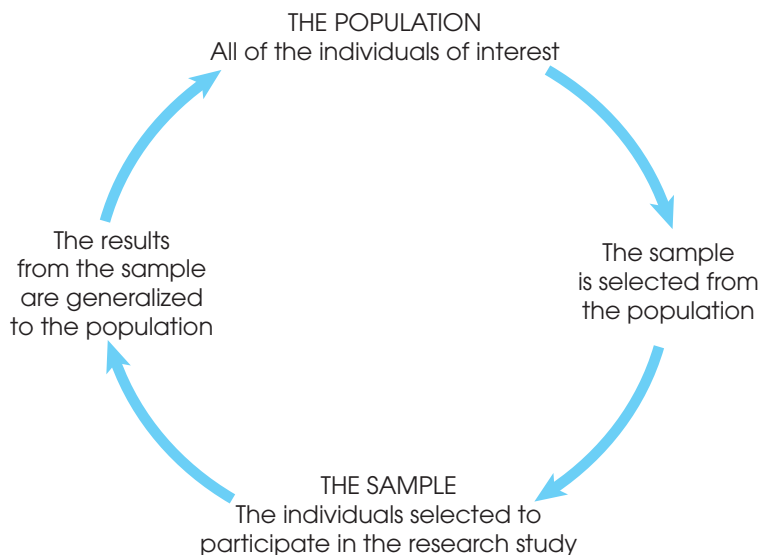 THE POPULATION
All of the individuals of interest
The sample
is selected from
the population
THE SAMPLE
The individuals selected to
participate in the research study
The results
from the sample
are generalized
to the population